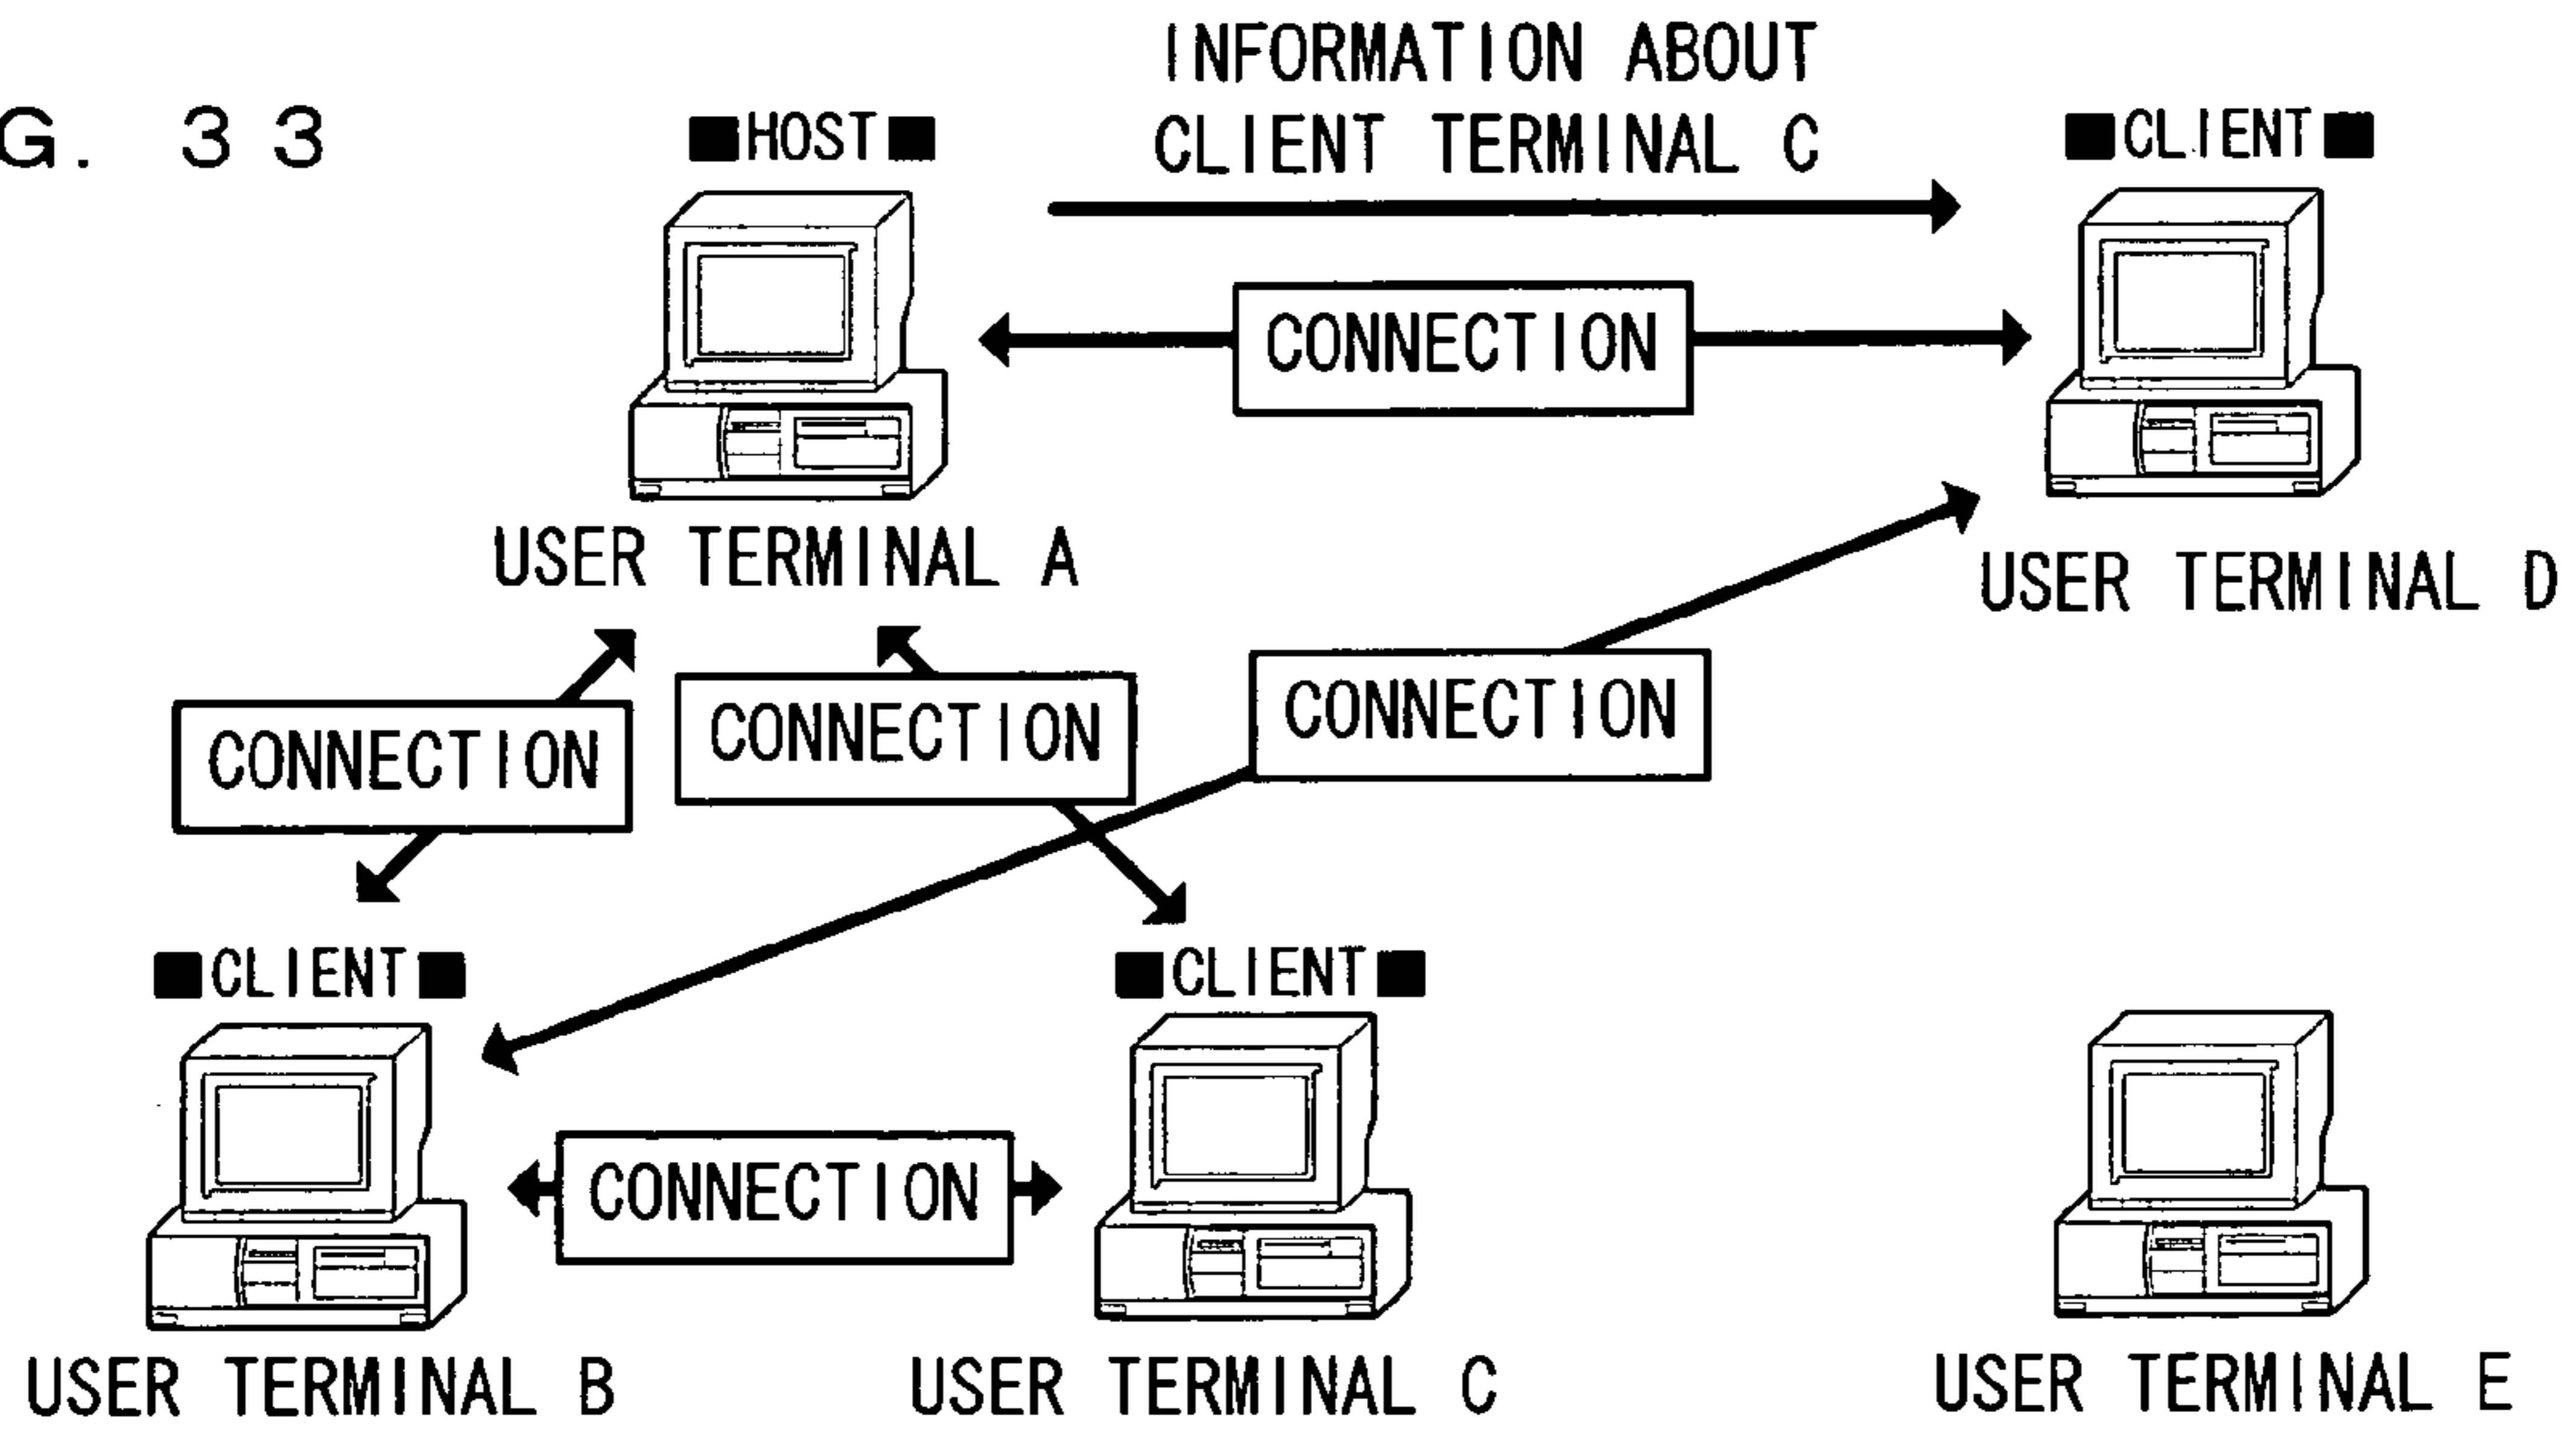 G. 33
INFORMATION ABOUT
CLIENT TERMINAL C
■HOST■
■CLIENT■
CONNECTION
USER TERMINAL A
USER TERMINAL D
CONNECTION
CONNECTION
CONNECTION
■CLIENT■
■CLIENT■
CONNECTION
USER TERMINAL B
USER TERMINAL C
USER TERMINAL E